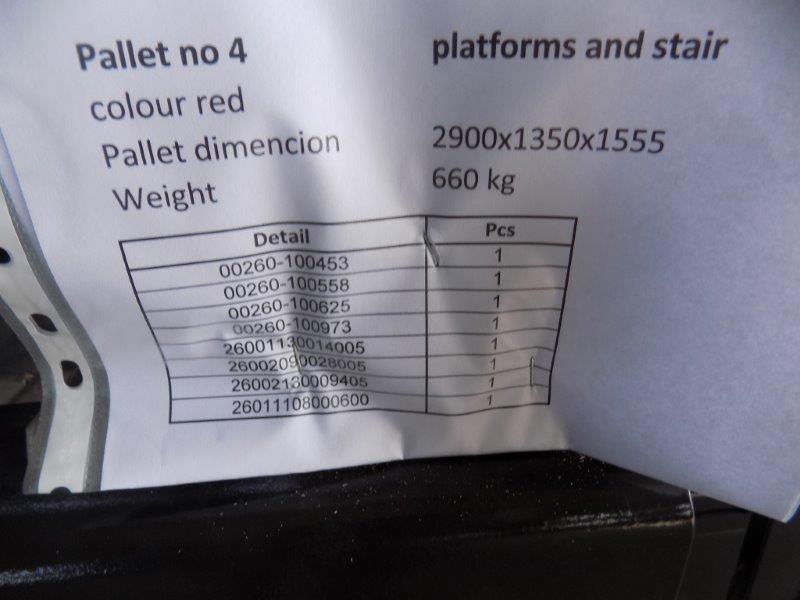 Pallet no 4 platforms and stair
colour red
Pallet dimencion 2900x1350x1555
Weight 660 kg
Detail Pcs
00260-100453 1
00260-100558 1
00260-100625 1
00260-100973 1
26001130014005 1
26002090028005 1
26002130009405 1
26011108000600 1